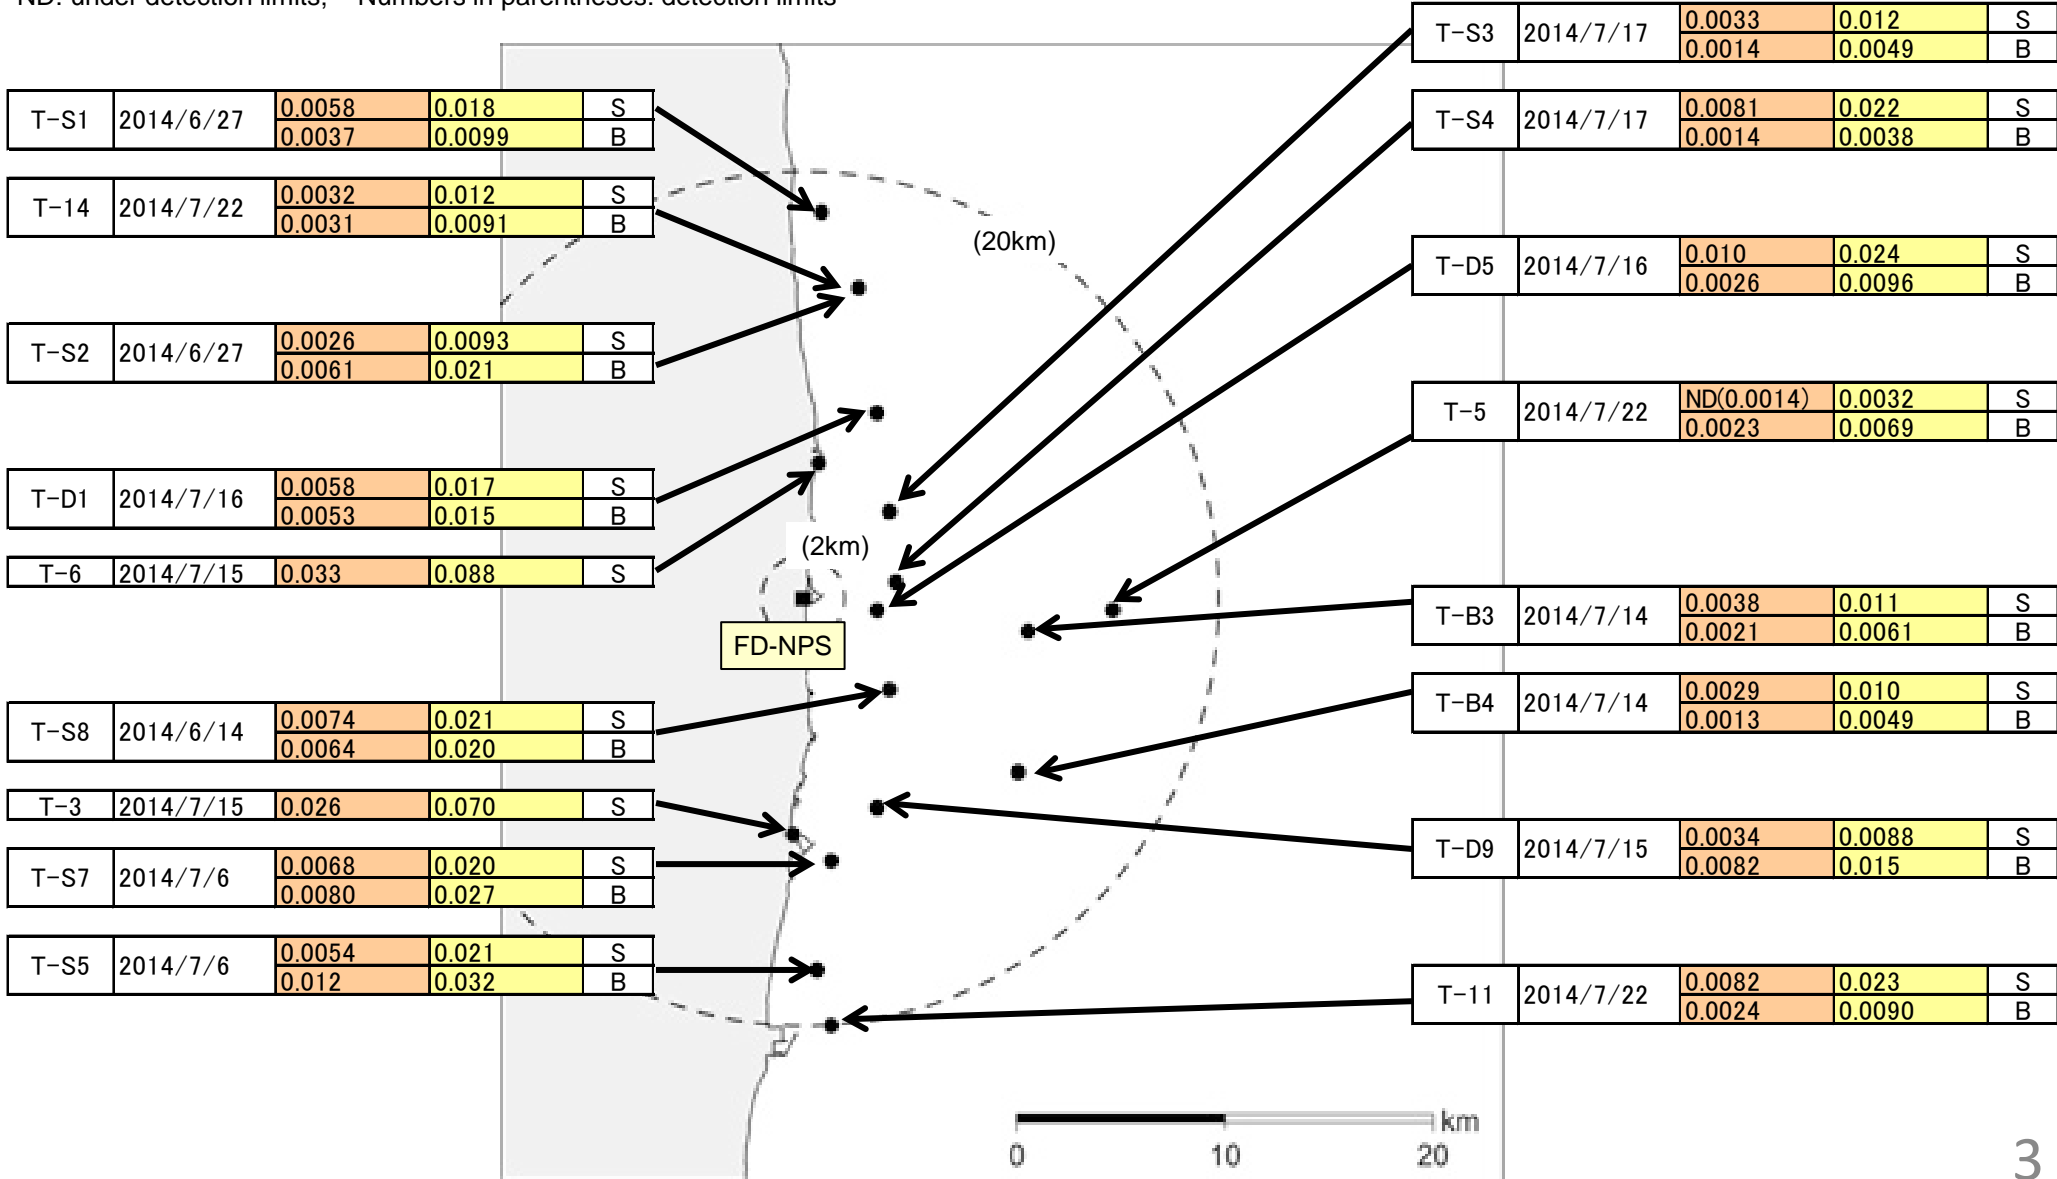 ND: under detection limits, Numbers in parentheses: detection limits
T-S1 2014/6/27 0.0058 0.018 S
0.0037 0.0099 B
T-14 2014/7/22 0.0032 0.012 S
0.0031 0.0091 B
T-S2 2014/6/27 0.0026 0.0093 S
0.0061 0.021 B
T-D1 2014/7/16 0.0058 0.017 S
0.0053 0.015 B
T-6 2014/7/15 0.033 0.088 S
T-S8 2014/6/14 0.0074 0.021 S
0.0064 0.020 B
T-3 2014/7/15 0.026 0.070 S
T-S7 2014/7/6 0.0068 0.020 S
0.0080 0.027 B
T-S5 2014/7/6 0.0054 0.021 S
0.012 0.032 B
(20km)
(2km)
FD-NPS
T-S3 2014/7/17 0.0033 0.012 S
0.0014 0.0049 B
T-S4 2014/7/17 0.0081 0.022 S
0.0014 0.0038 B
T-D5 2014/7/16 0.010 0.024 S
0.0026 0.0096 B
T-5 2014/7/22 ND(0.0014) 0.0032 S
0.0023 0.0069 B
T-B3 2014/7/14 0.0038 0.011 S
0.0021 0.0061 B
T-B4 2014/7/14 0.0029 0.010 S
0.0013 0.0049 B
T-D9 2014/7/15 0.0034 0.0088 S
0.0082 0.015 B
T-11 2014/7/22 0.0082 0.023 S
0.0024 0.0090 B
km
0 10 20
3